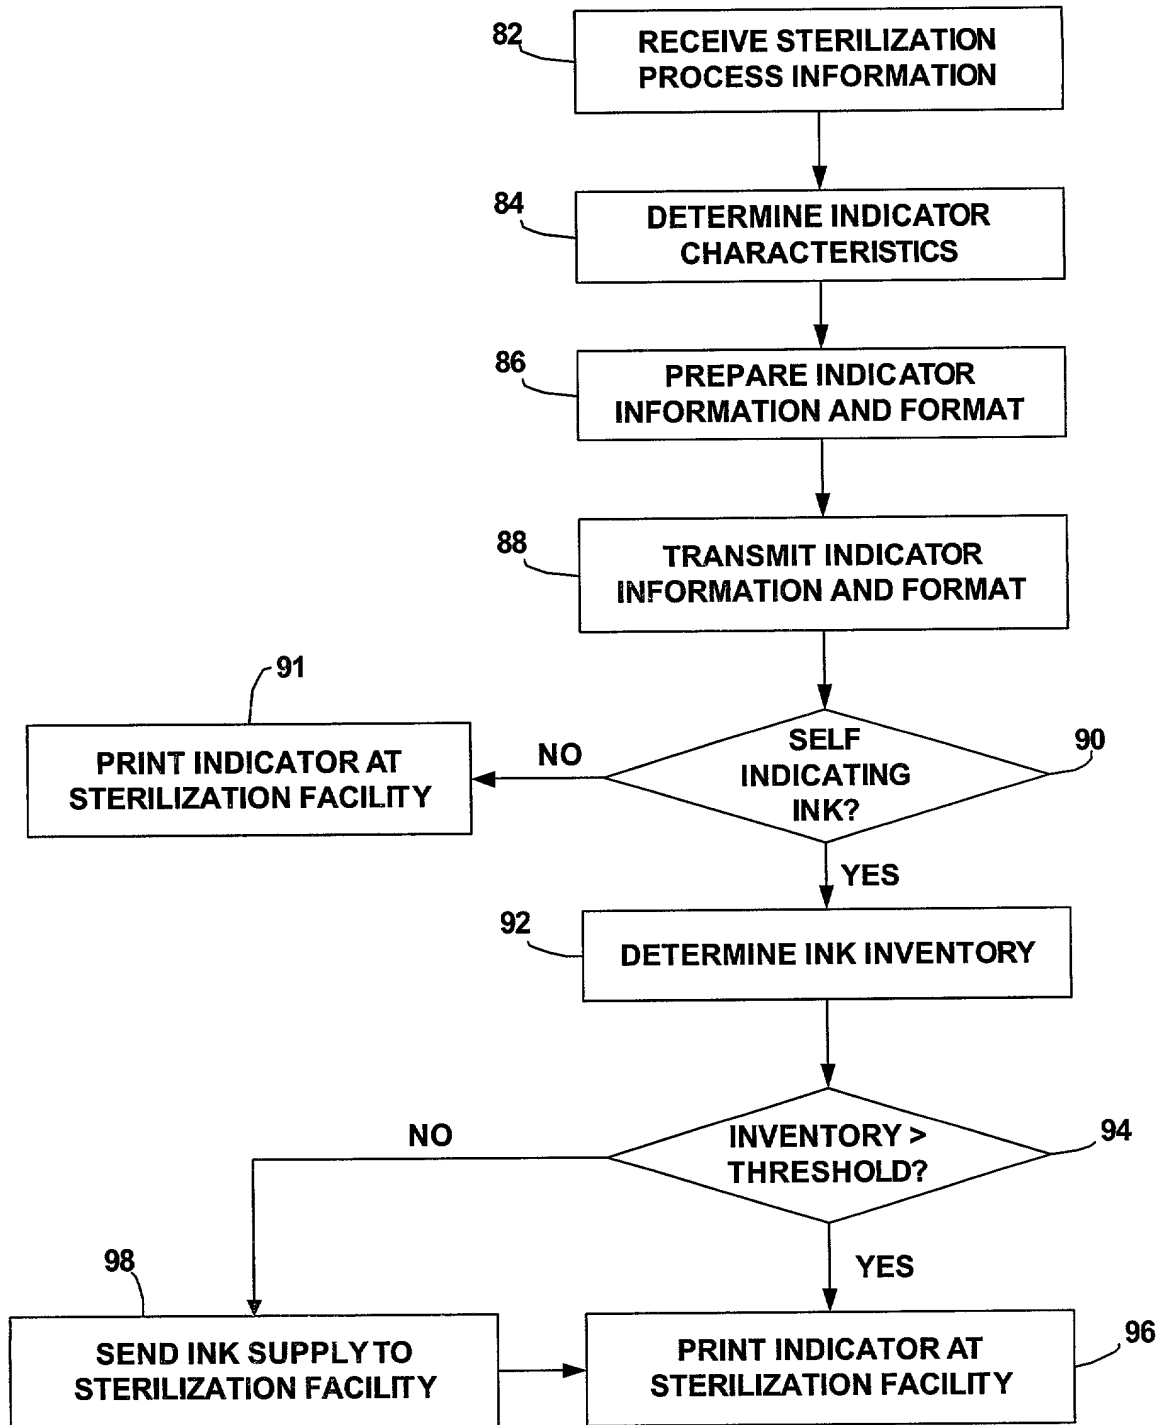 82
RECEIVE STERILIZATION
PROCESS INFORMATION
84
DETERMINE INDICATOR
CHARACTERISTICS
86
PREPARE INDICATOR
INFORMATION AND FORMAT
88
TRANSMIT INDICATOR
INFORMATION AND FORMAT
91
PRINT INDICATOR AT
STERILIZATION FACILITY
NO
SELF
INDICATING
INK?
90
YES
92
DETERMINE INK INVENTORY
NO
INVENTORY >
THRESHOLD?
94
YES
98
SEND INK SUPPLY TO
STERILIZATION FACILITY
PRINT INDICATOR AT
STERILIZATION FACILITY
96